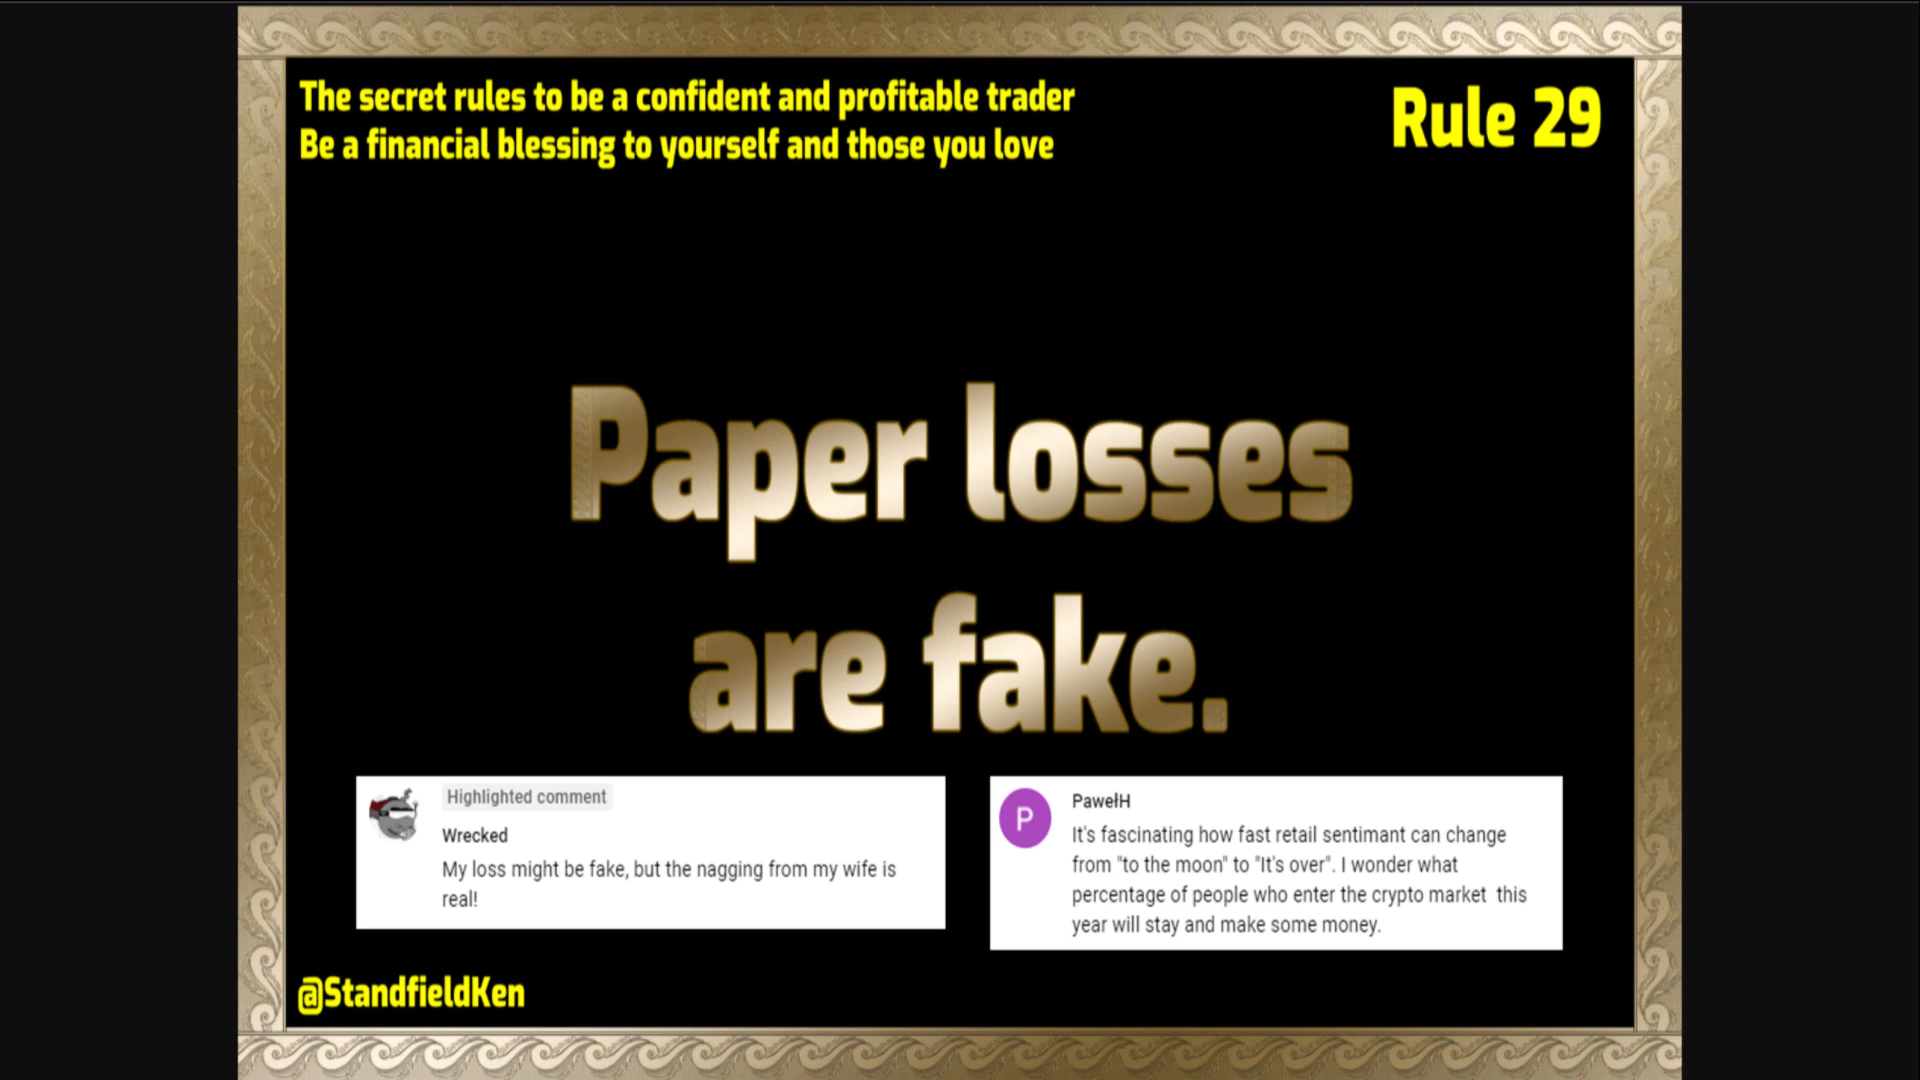 The secret rules to be a confident and profitable trader
Be a financial blessing to yourself and those you love
Rule 29
Paper losses
are fake.
Highlighted comment
Wrecked
My loss might be fake, but the nagging from my wife is
real!
P
PawełH
It's fascinating how fast retail sentimant can change
from "to the moon" to "It's over". I wonder what
percentage of people who enter the crypto market  this
year will stay and make some money.
@StandfieldKen